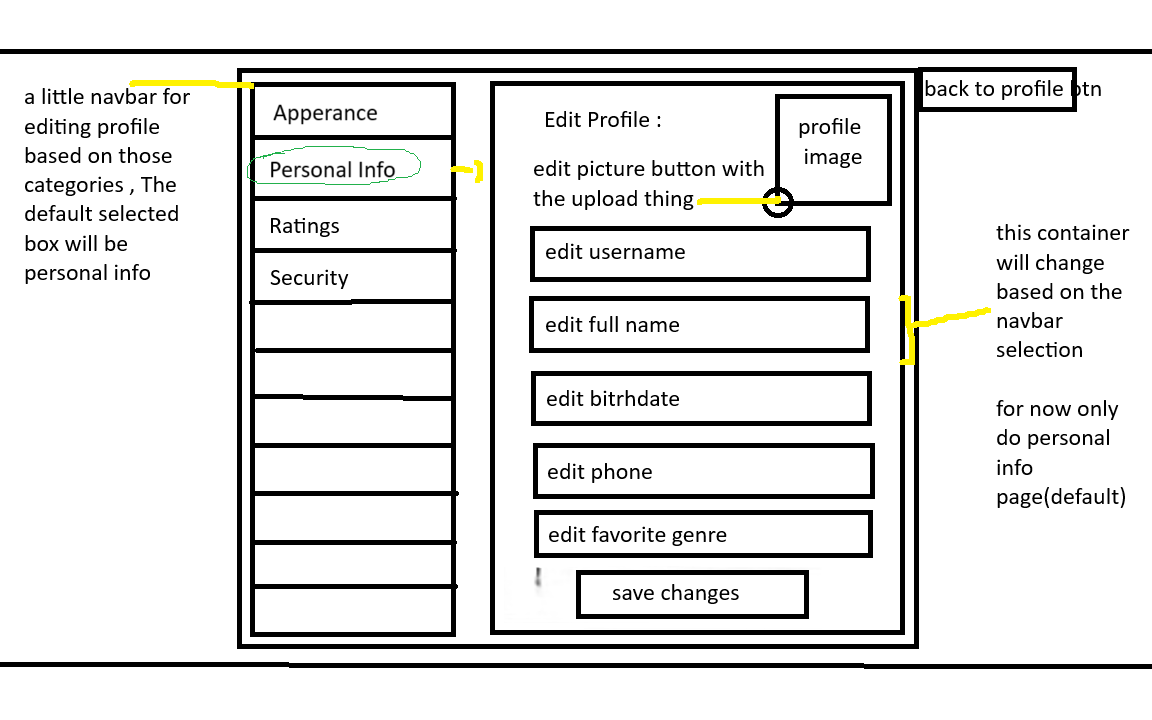 a little navbar for
editing profile
based on those
categories , The
default selected
box will be
personal info
Apperance
Personal Info
Ratings
Security
Edit Profile :
profile
image
edit picture button with
the upload thing
edit username
edit full name
edit bitrhdate
edit phone
edit favorite genre
save changes
back to profile btn
this container
will change
based on the
navbar
selection
for now only
do personal
info
page(default)